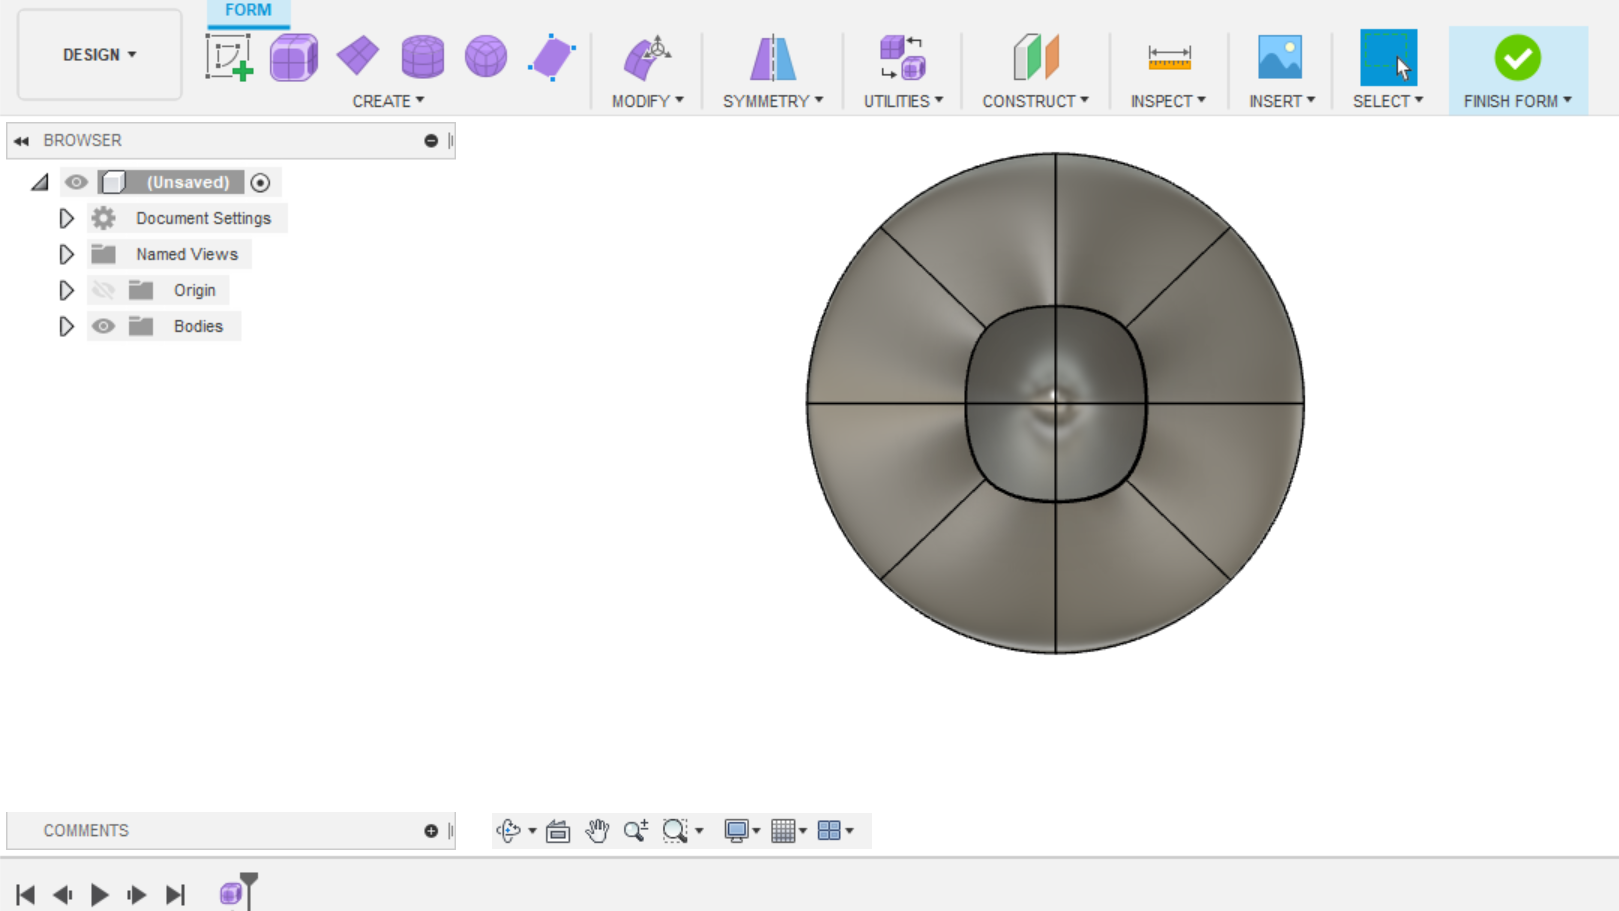 FORM
DESIGN
CREATE
MODIFY
SYMMETRY
UTILITIES
CONSTRUCT
INSPECT
INSERT
SELECT
FINISH FORM
BROWSER
(Unsaved)
Document Settings
Named Views
Origin
Bodies
COMMENTS